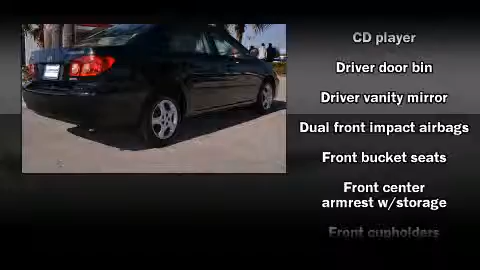 CD player
Driver door bin
Driver vanity mirror
Dual front impact airbags
Front bucket seats
Front center
armrest w/storage
Front cupholders